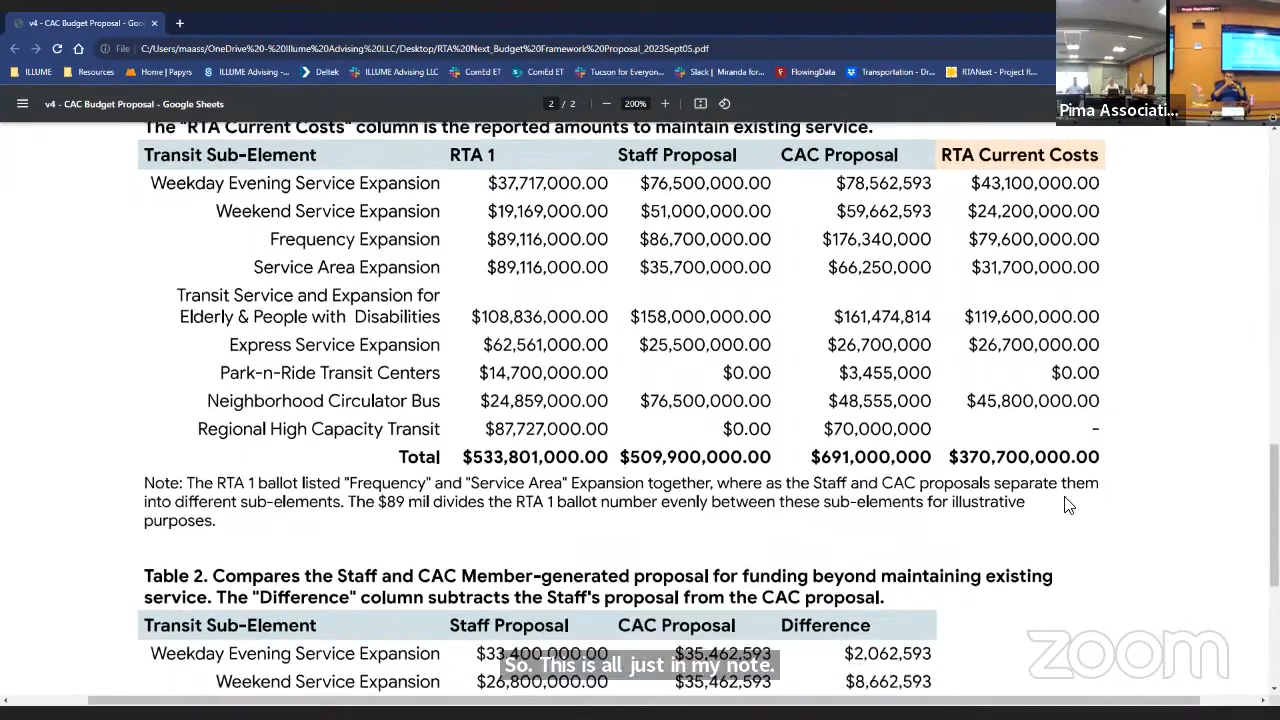 v4 - CAC Budget Proposal - Goo
File
C:/Users/maass/OneDrive%20-%20Illume%20Advising%20LLC/Desktop/RTA%20Next_Budget%20Framework%20Proposal_2023Sept05.pdf
ILLUME Resources Home | Papyrs ILLUME Advising -... Deltek ILLUME Advising LLC ComEd ET ComEd ET Tucson for Everyon... Slack | Miranda for... FlowingData Transportation - Dr... RTANext - Project R...
v4 - CAC Budget Proposal - Google Sheets 2 / 2 200%
Pima Associati...
The "RTA Current Costs" column is the reported amounts to maintain existing service.
Transit Sub-Element RTA 1 Staff Proposal CAC Proposal RTA Current Costs
Weekday Evening Service Expansion $37,717,000.00 $76,500,000.00 $78,562,593 $43,100,000.00
Weekend Service Expansion $19,169,000.00 $51,000,000.00 $59,662,593 $24,200,000.00
Frequency Expansion $89,116,000.00 $86,700,000.00 $176,340,000 $79,600,000.00
Service Area Expansion $89,116,000.00 $35,700,000.00 $66,250,000 $31,700,000.00
Transit Service and Expansion for
Elderly & People with Disabilities $108,836,000.00 $158,000,000.00 $161,474,814 $119,600,000.00
Express Service Expansion $62,561,000.00 $25,500,000.00 $26,700,000 $26,700,000.00
Park-n-Ride Transit Centers $14,700,000.00 $0.00 $3,455,000 $0.00
Neighborhood Circulator Bus $24,859,000.00 $76,500,000.00 $48,555,000 $45,800,000.00
Regional High Capacity Transit $87,727,000.00 $0.00 $70,000,000 -
Total $533,801,000.00 $509,900,000.00 $691,000,000 $370,700,000.00
Note: The RTA 1 ballot listed "Frequency" and "Service Area" Expansion together, where as the Staff and CAC proposals separate them
into different sub-elements. The $89 mil divides the RTA 1 ballot number evenly between these sub-elements for illustrative
purposes.
Table 2. Compares the Staff and CAC Member-generated proposal for funding beyond maintaining existing
service. The "Difference" column subtracts the Staff's proposal from the CAC proposal.
Transit Sub-Element Staff Proposal CAC Proposal Difference
Weekday Evening Service Expansion $33,400,000.00 $35,462,593 $2,062,593
So. This is all just in my note.
Weekend Service Expansion $26,800,000.00 $35,462,593 $8,662,593
zoom